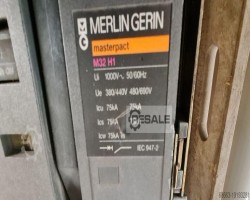 MERLIN GERIN
masterpact
M32 H1
Ui 1000V~ 50/60Hz
Ue 380/440V 480/690V
Icu 75kA 75kA
Ics 75kA
Icw 75kA 1s
IEC 947-2
RESALE